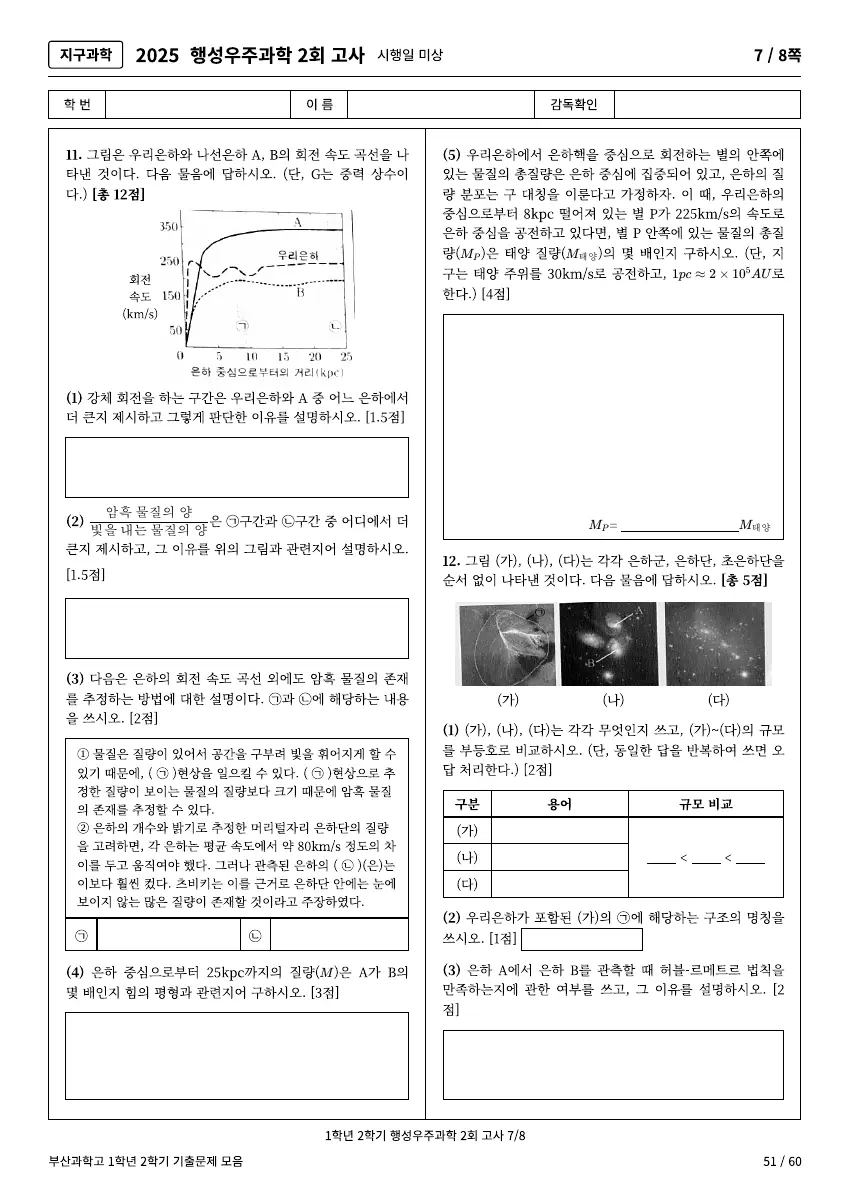 지구과학 2025 행성우주과학 2회 고사 시행일 미상 7 / 8쪽
학 번 이 름 감독확인
11. 그림은 우리은하와 나선은하 A, B의 회전 속도 곡선을 나
타낸 것이다. 다음 물음에 답하시오. (단, G는 중력 상수이
다.) [총 12점]
350
250
150
50
회전
속도
(km/s)
A
우리은하
B
㉠ ㉡
0 5 10 15 20 25
은하 중심으로부터의 거리(kpc)
(1) 강체 회전을 하는 구간은 우리은하와 A 중 어느 은하에서
더 큰지 제시하고 그렇게 판단한 이유를 설명하시오. [1.5점]
(2) 암흑 물질의 양 / 빛을 내는 물질의 양 은 ㉠구간과 ㉡구간 중 어디에서 더
큰지 제시하고, 그 이유를 위의 그림과 관련지어 설명하시오.
[1.5점]
(3) 다음은 은하의 회전 속도 곡선 외에도 암흑 물질의 존재
를 추정하는 방법에 대한 설명이다. ㉠과 ㉡에 해당하는 내용
을 쓰시오. [2점]
① 물질은 질량이 있어서 공간을 구부려 빛을 휘어지게 할 수
있기 때문에, ( ㉠ )현상을 일으킬 수 있다. ( ㉠ )현상으로 추
정한 질량이 보이는 물질의 질량보다 크기 때문에 암흑 물질
의 존재를 추정할 수 있다.
② 은하의 개수와 밝기로 추정한 머리털자리 은하단의 질량
을 고려하면, 각 은하는 평균 속도에서 약 80km/s 정도의 차
이를 두고 움직여야 했다. 그러나 관측된 은하의 ( ㉡ )(은)는
이보다 훨씬 컸다. 츠비키는 이를 근거로 은하단 안에는 눈에
보이지 않는 많은 질량이 존재할 것이라고 주장하였다.
㉠ ㉡
(4) 은하 중심으로부터 25kpc까지의 질량(M)은 A가 B의
몇 배인지 힘의 평형과 관련지어 구하시오. [3점]
(5) 우리은하에서 은하핵을 중심으로 회전하는 별의 안쪽에
있는 물질의 총질량은 은하 중심에 집중되어 있고, 은하의 질
량 분포는 구 대칭을 이룬다고 가정하자. 이 때, 우리은하의
중심으로부터 8kpc 떨어져 있는 별 P가 225km/s의 속도로
은하 중심을 공전하고 있다면, 별 P 안쪽에 있는 물질의 총질
량(M_P)은 태양 질량(M_태양)의 몇 배인지 구하시오. (단, 지
구는 태양 주위를 30km/s로 공전하고, 1pc ≈ 2 × 10⁵AU로
한다.) [4점]
M_P= ____ M_태양
12. 그림 (가), (나), (다)는 각각 은하군, 은하단, 초은하단을
순서 없이 나타낸 것이다. 다음 물음에 답하시오. [총 5점]
㉠ A
B
(가) (나) (다)
(1) (가), (나), (다)는 각각 무엇인지 쓰고, (가)~(다)의 규모
를 부등호로 비교하시오. (단, 동일한 답을 반복하여 쓰면 오
답 처리한다.) [2점]
구분 용어 규모 비교
(가)
(나) ____ < ____ < ____
(다)
(2) 우리은하가 포함된 (가)의 ㉠에 해당하는 구조의 명칭을
쓰시오. [1점]
(3) 은하 A에서 은하 B를 관측할 때 허블-르메트르 법칙을
만족하는지에 관한 여부를 쓰고, 그 이유를 설명하시오. [2
점]
1학년 2학기 행성우주과학 2회 고사 7/8
부산과학고 1학년 2학기 기출문제 모음 51 / 60